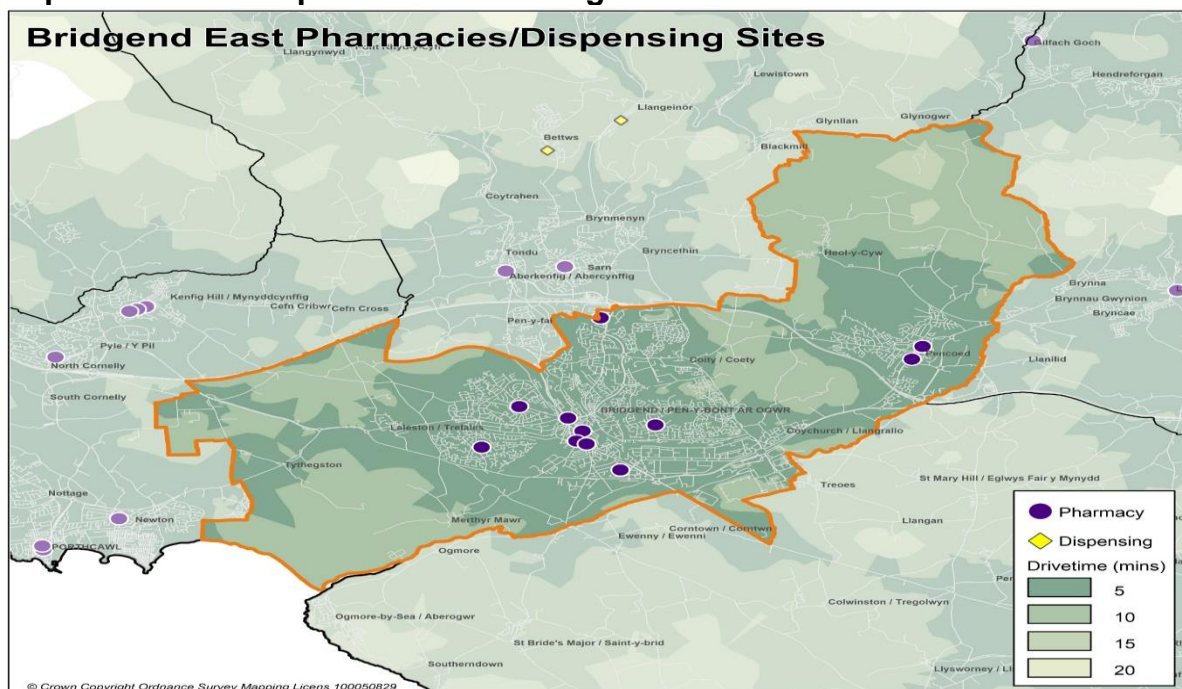 Bridgend East Pharmacies/Dispensing Sites
Llangynwyd
Gilfach Goch
Lewistown
Hendreforgan
Llangeinor
Glynllan
Glynogwr
Bettws
Blackmill
Coytrahen
Brynmenyn
Tondu
Bryncethin
Heol-y-Cyw
Sarn
Aberkenfig / Abercynffig
Brynna
Kenfig Hill / Mynyddcynffig
Cefn Cribwr
Cefn Cross
Brynnau Gwynion
Pen-y-fai
Bryncae
Pyle / Y Pil
Coity / Coety
Pencoed
Llanilid
North Cornelly
South Cornelly
BRIDGEND / PEN-Y-BONT AR OGWR
Laleston / Trelales
Coychurch / Llangrallo
Tythegston
St Mary Hill / Eglwys Fair y Mynydd
Treoes
Nottage
Newton
Merthyr Mawr
Llangan
Corntown / Corntwn
Ewenny / Ewenni
PORTHCAWL
Ogmore
Colwinston / Tregolwyn
Ogmore-by-Sea / Aberogwr
St Bride's Major / Saint-y-brid
Southerndown
Llysworney /
Pharmacy
Dispensing
Drivetime (mins)
5
10
15
20
© Crown Copyright Ordnance Survey Mapping Licens 100050829